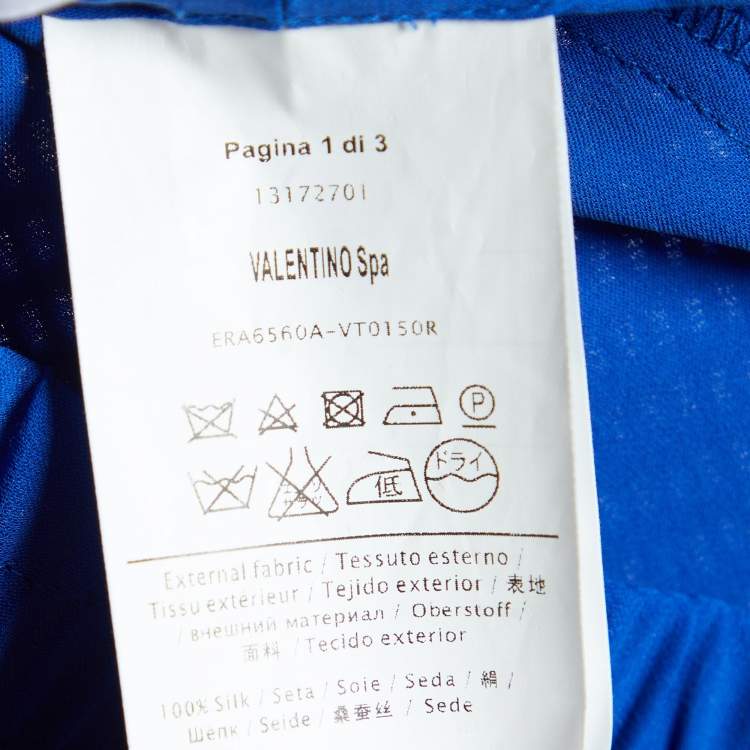 Pagina 1 di 3
13172701
VALENTINO Spa
ERA6560A-VT0150R
P
低 ドライ
External fabric / Tessuto esterno /
Tissu extérieur / Tejido exterior / 表地
/ внешний материал / Oberstoff /
面料 / Tecido exterior
100% Silk / Seta / Soie / Seda / 絹 /
Шелк / Seide / 桑蚕丝 / Sede